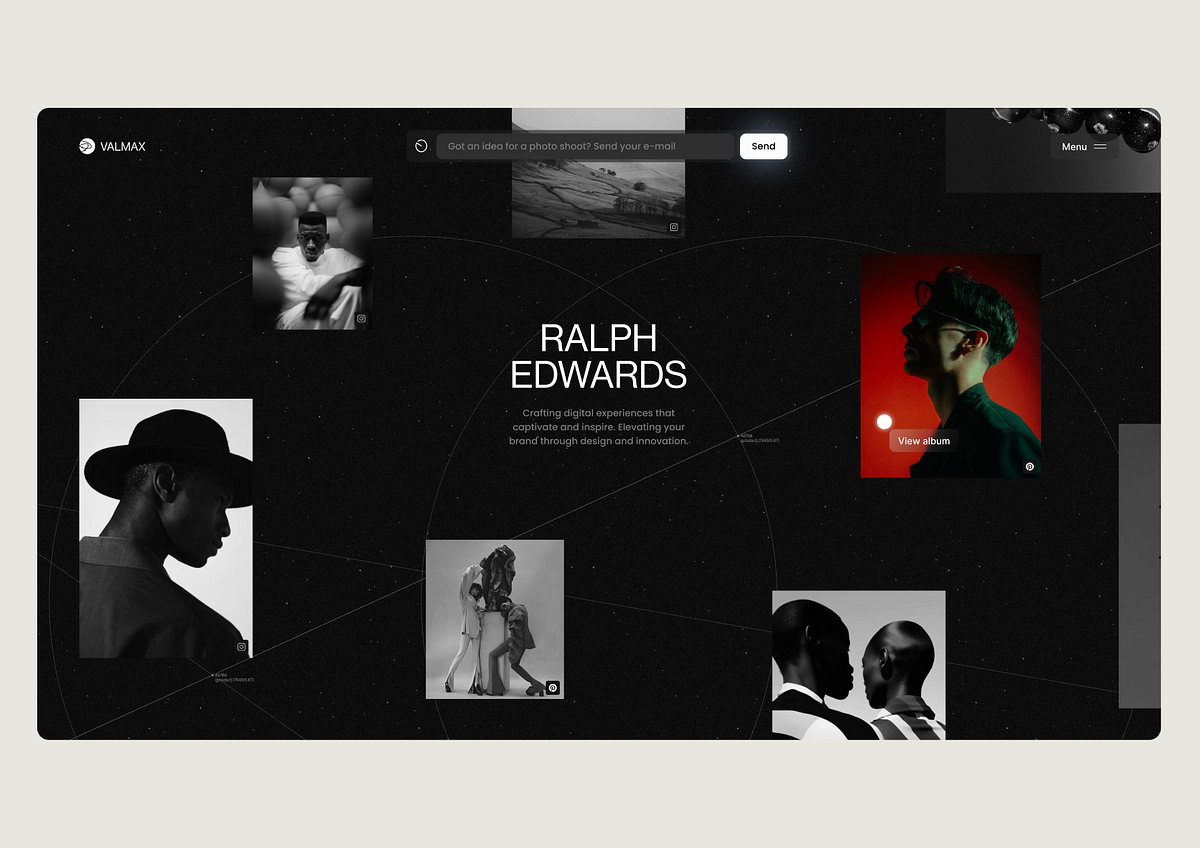 VALMAX
Got an idea for a photo shoot? Send your e-mail
Send
Menu
RALPH
EDWARDS
Crafting digital experiences that
captivate and inspire. Elevating your
brand through design and innovation.
View album